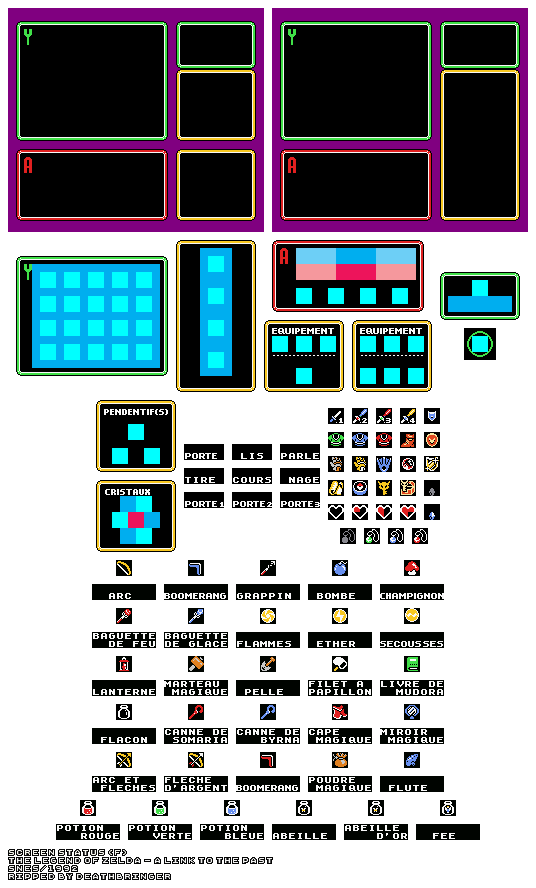 Y
Y
A
A
Y
A
EQUIPEMENT
EQUIPEMENT
PENDENTIF(S)
1 2 3 4
PORTE LIS PARLE
TIRE COURS NAGE
CRISTAUX
PORTE1 PORTE2 PORTE3
ARC BOOMERANG GRAPPIN BOMBE CHAMPIGNON
BAGUETTE BAGUETTE
DE FEU DE GLACE FLAMMES ETHER SECOUSSES
MARTEAU FILET A LIVRE DE
LANTERNE MAGIQUE PELLE PAPILLON MUDORA
CANNE DE CANNE DE CAPE MIROIR
FLACON SOMARIA BYRNA MAGIQUE MAGIQUE
ARC ET FLECHE POUDRE
FLECHES D'ARGENT BOOMERANG MAGIQUE FLUTE
POTION POTION POTION ABEILLE
ROUGE VERTE BLEUE ABEILLE D'OR FEE
SCREEN STATUS (F)
THE LEGEND OF ZELDA - A LINK TO THE PAST
SNES/1992
RIPPED BY DEATHBRINGER